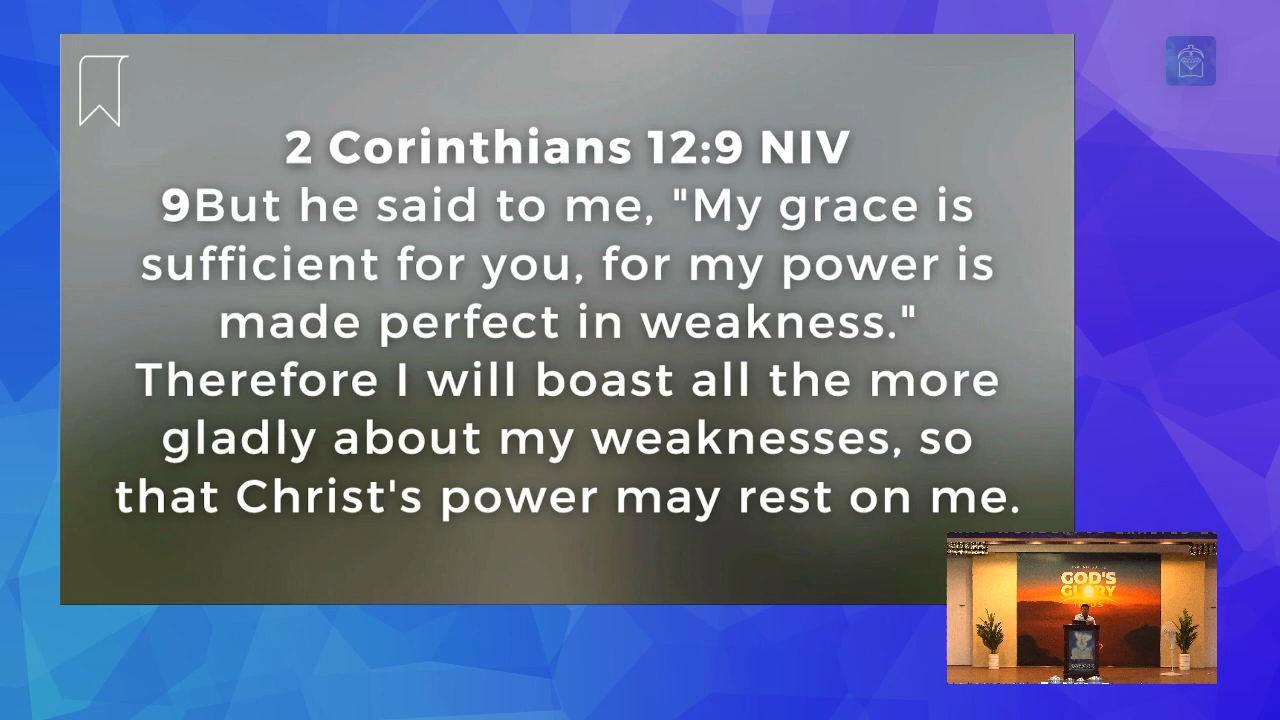 2 Corinthians 12:9 NIV
9But he said to me, "My grace is
sufficient for you, for my power is
made perfect in weakness."
Therefore I will boast all the more
gladly about my weaknesses, so
that Christ's power may rest on me.
GOD'S
GLORY